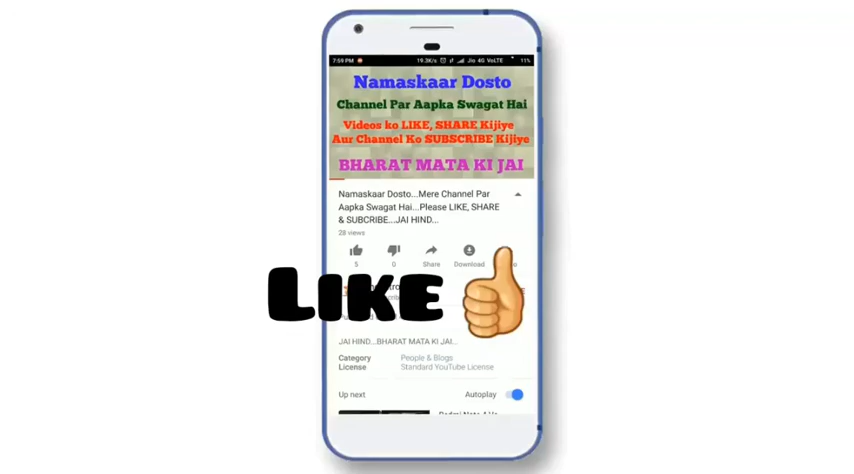 7:59 PM 19.3K/s Jio 4G VoLTE 11%
Namaskaar Dosto
Channel Par Aapka Swagat Hai
Videos ko LIKE, SHARE Kijiye
Aur Channel Ko SUBSCRIBE Kijiye
BHARAT MATA KI JAI
Namaskaar Dosto...Mere Channel Par
Aapka Swagat Hai...Please LIKE, SHARE
& SUBCRIBE...JAI HIND...
28 views
5 0 Share Download
LIKE
JAI HIND...BHARAT MATA KI JAI...
Category People & Blogs
License Standard YouTube License
Up next Autoplay